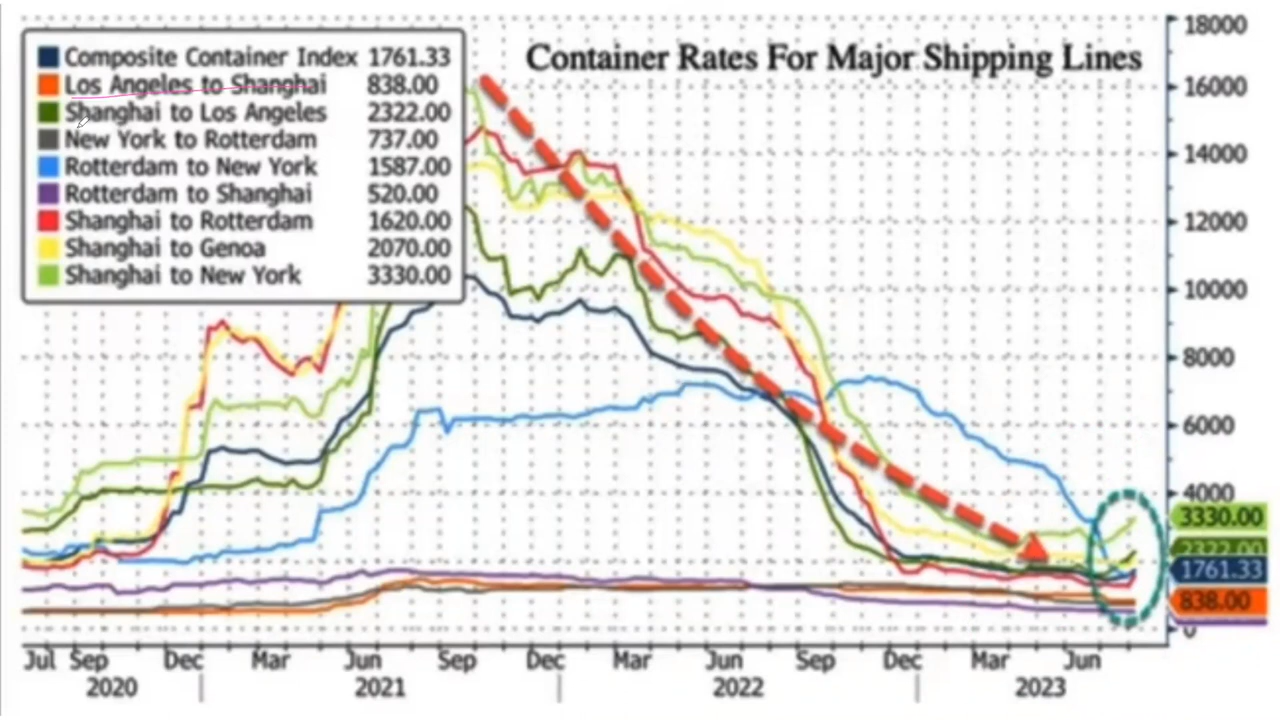 Container Rates For Major Shipping Lines
Composite Container Index 1761.33
Los Angeles to Shanghai 838.00
Shanghai to Los Angeles 2322.00
New York to Rotterdam 737.00
Rotterdam to New York 1587.00
Rotterdam to Shanghai 520.00
Shanghai to Rotterdam 1620.00
Shanghai to Genoa 2070.00
Shanghai to New York 3330.00
18000
16000
14000
12000
10000
8000
6000
4000
3330.00
2322.00
1761.33
838.00
0
Jul Sep Dec Mar Jun Sep Dec Mar Jun Sep Dec Mar Jun
2020 2021 2022 2023